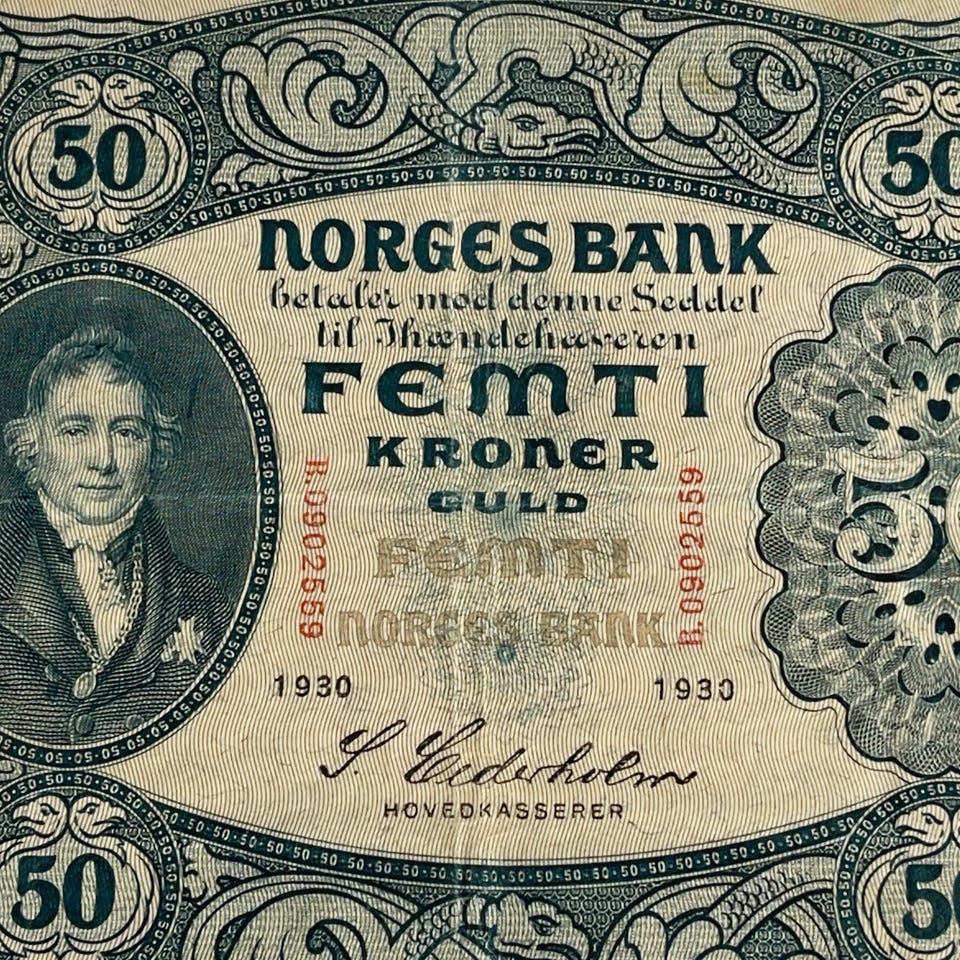 50
50
NORGES BANK
betaler mod denne Seddel
til Ihændehaveren
FEMTI
KRONER
GULD
B.0902559
B.0902559
FEMTI
NORGES BANK
1930
1930
S. Cederholm
HOVEDKASSERER
50
50